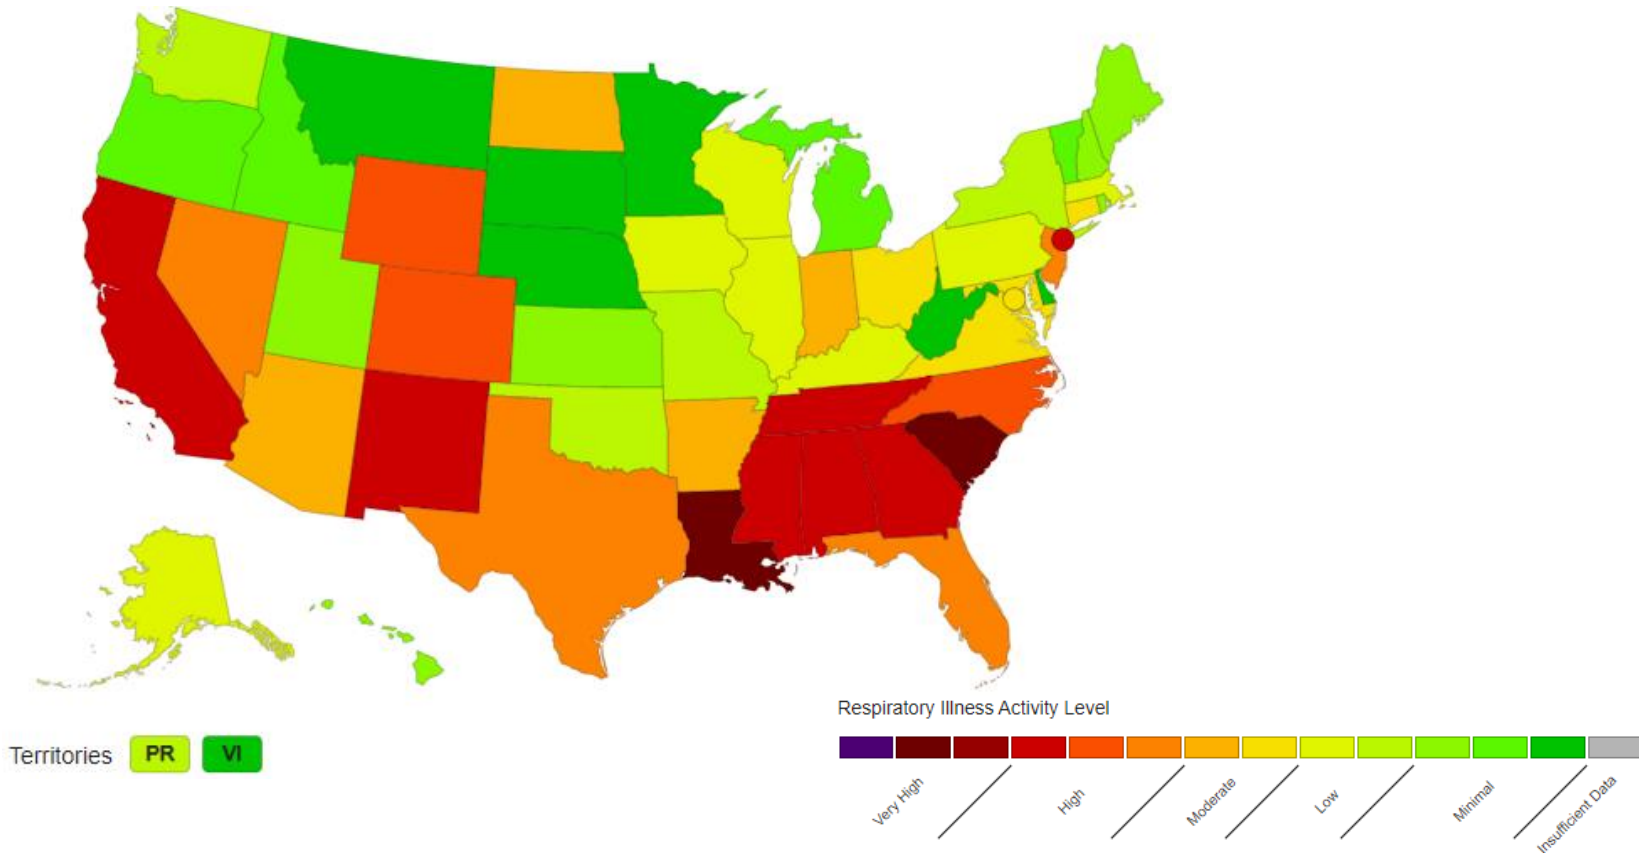 Respiratory Illness Activity Level
Territories PR VI
Very High
High
Moderate
Low
Minimal
Insufficient Data